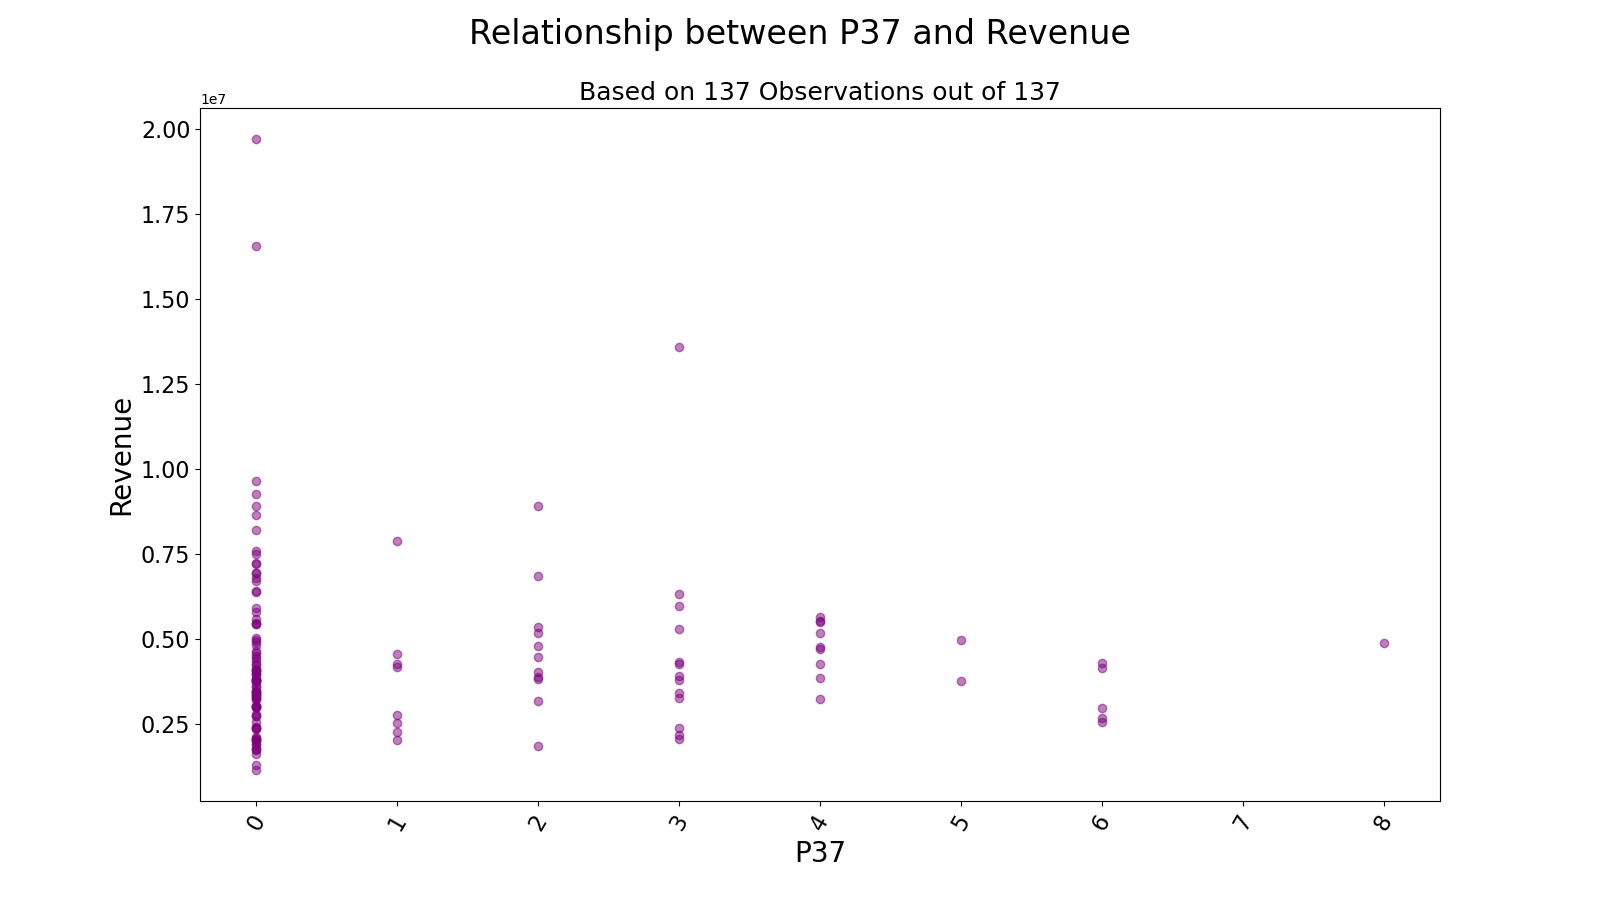 Relationship between P37 and Revenue
Based on 137 Observations out of 137
1e7
2.00
1.75
1.50
1.25
1.00
0.75
0.50
0.25
Revenue
0 1 2 3 4 5 6 7 8
P37